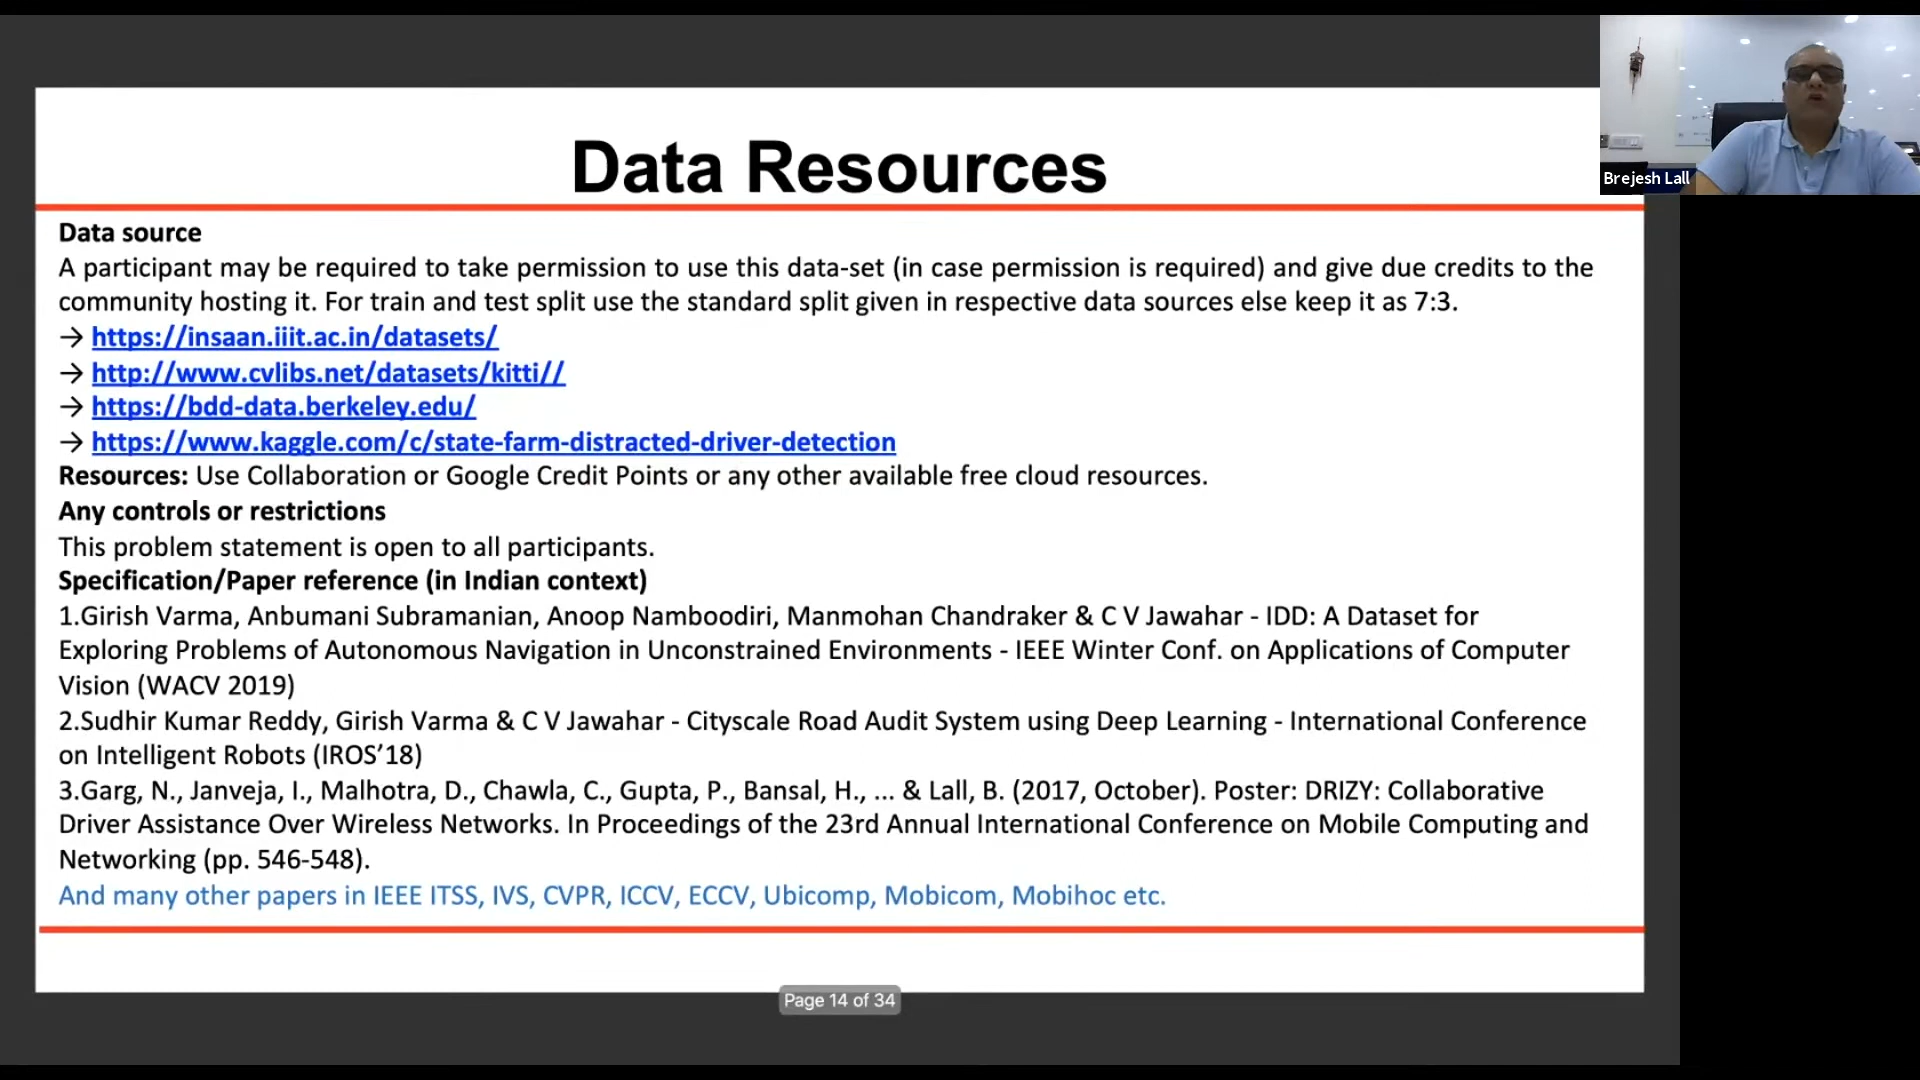 Data Resources
Brejesh Lall
Data source
A participant may be required to take permission to use this data-set (in case permission is required) and give due credits to the
community hosting it. For train and test split use the standard split given in respective data sources else keep it as 7:3.
→ https://insaan.iiit.ac.in/datasets/
→ http://www.cvlibs.net/datasets/kitti//
→ https://bdd-data.berkeley.edu/
→ https://www.kaggle.com/c/state-farm-distracted-driver-detection
Resources: Use Collaboration or Google Credit Points or any other available free cloud resources.
Any controls or restrictions
This problem statement is open to all participants.
Specification/Paper reference (in Indian context)
1.Girish Varma, Anbumani Subramanian, Anoop Namboodiri, Manmohan Chandraker & C V Jawahar - IDD: A Dataset for
Exploring Problems of Autonomous Navigation in Unconstrained Environments - IEEE Winter Conf. on Applications of Computer
Vision (WACV 2019)
2.Sudhir Kumar Reddy, Girish Varma & C V Jawahar - Cityscale Road Audit System using Deep Learning - International Conference
on Intelligent Robots (IROS’18)
3.Garg, N., Janveja, I., Malhotra, D., Chawla, C., Gupta, P., Bansal, H., ... & Lall, B. (2017, October). Poster: DRIZY: Collaborative
Driver Assistance Over Wireless Networks. In Proceedings of the 23rd Annual International Conference on Mobile Computing and
Networking (pp. 546-548).
And many other papers in IEEE ITSS, IVS, CVPR, ICCV, ECCV, Ubicomp, Mobicom, Mobihoc etc.
Page 14 of 34